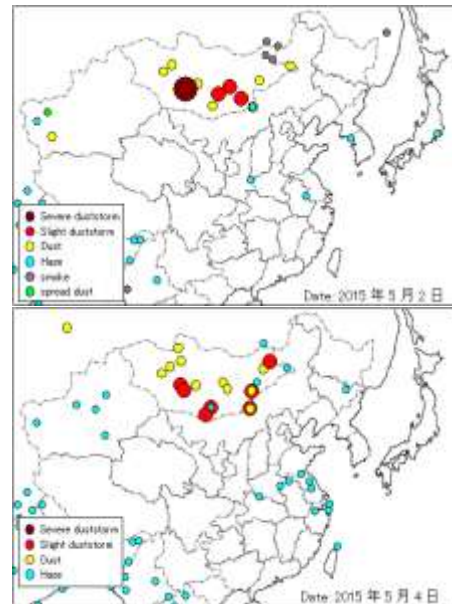 Severe duststorm
Slight duststorm
Dust
Haze
smoke
spread dust
Date: 2015 年 5 月 2 日
Severe duststorm
Slight duststorm
Dust
Haze
Date: 2015 年 5 月 4 日